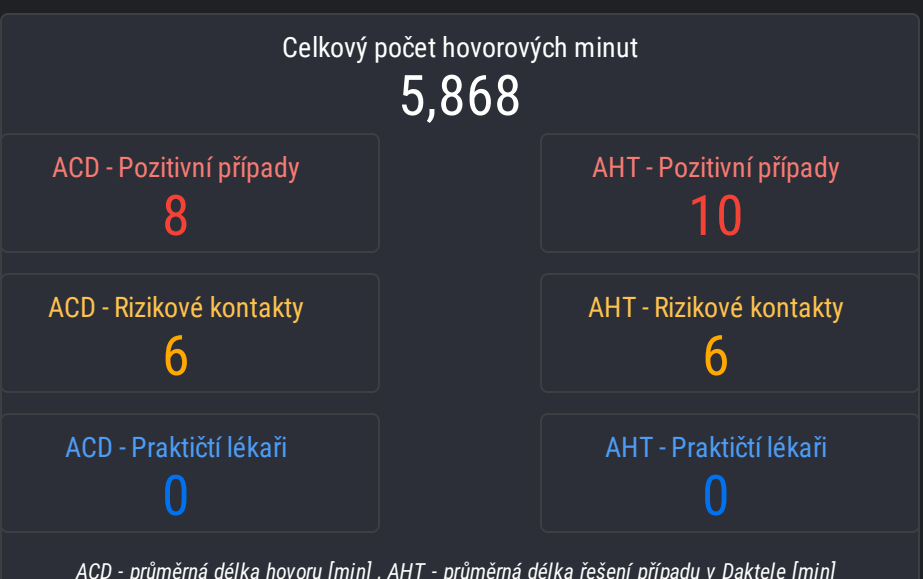 Celkový počet hovorových minut
5,868
ACD - Pozitivní případy
8
AHT - Pozitivní případy
10
ACD - Rizikové kontakty
6
AHT - Rizikové kontakty
6
ACD - Praktičtí lékaři
0
AHT - Praktičtí lékaři
0
ACD - průměrná délka hovoru [min] , AHT - průměrná délka řešení případu v Daktele [min]